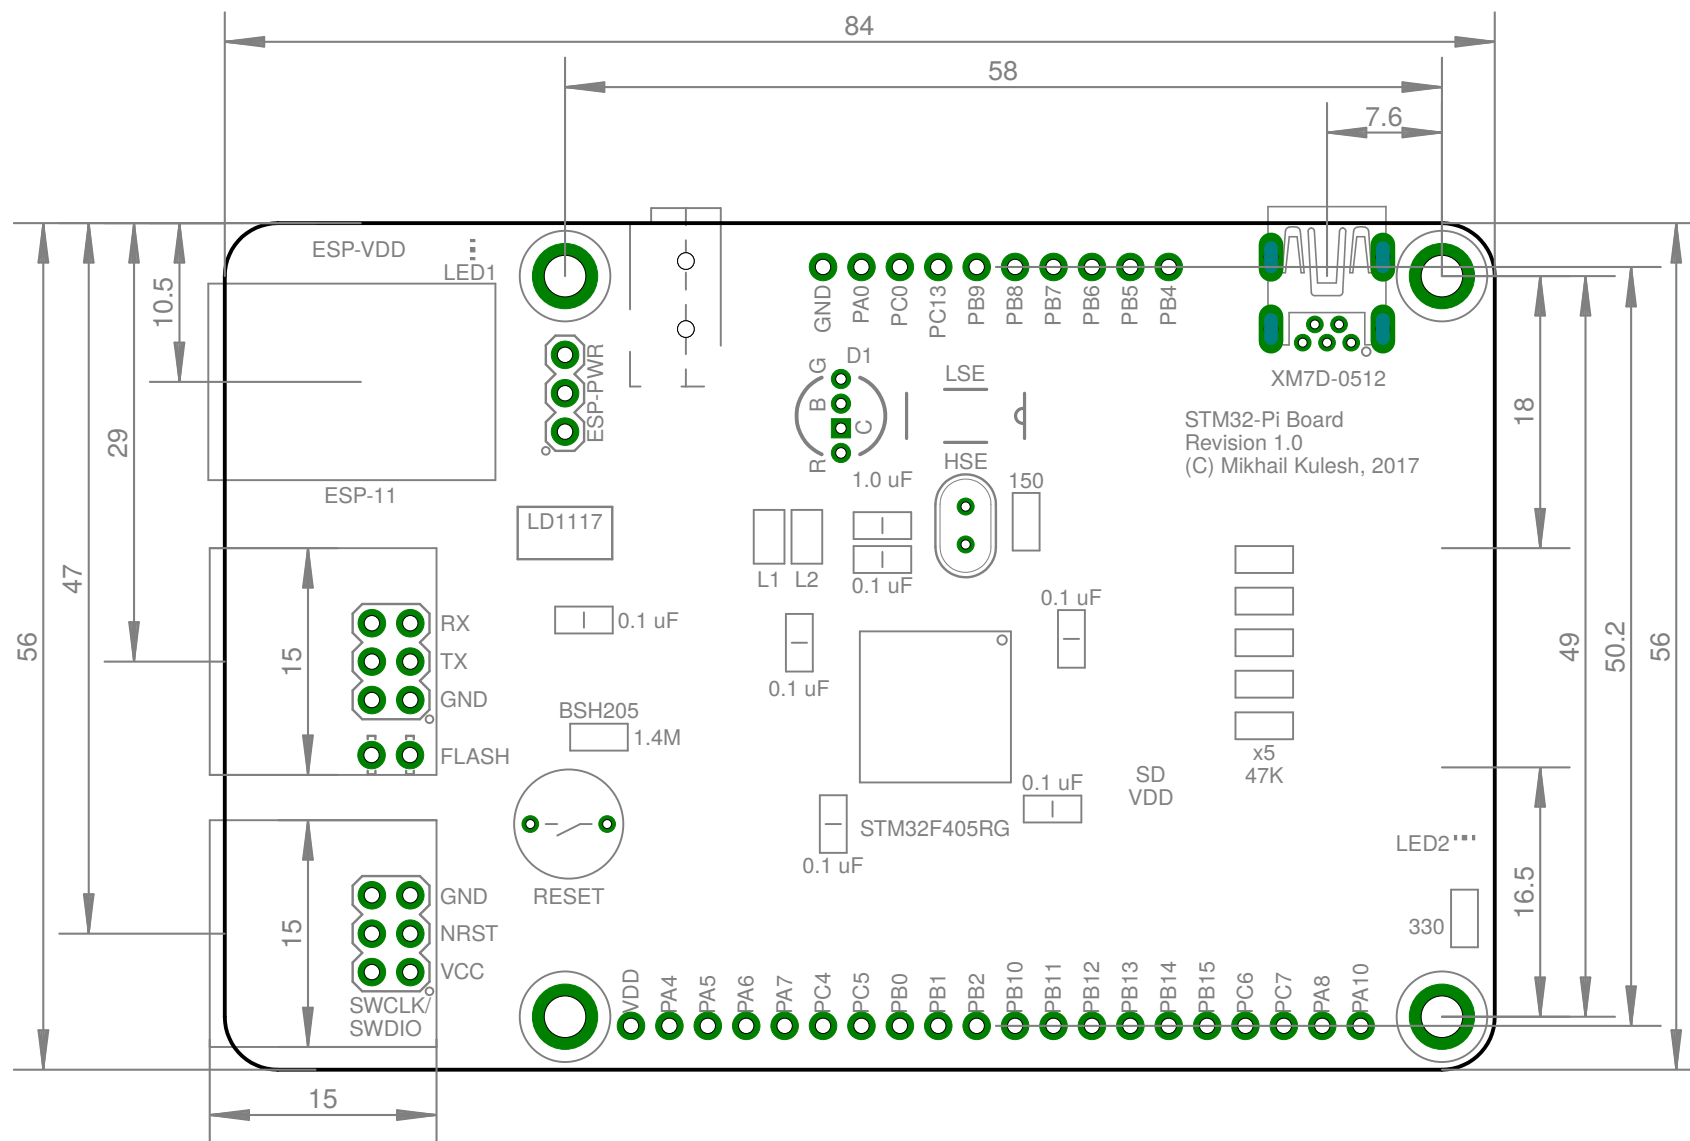 84
58
7.6
ESP-VDD
LED1
10.5
GND
PA0
PC0
PC13
PB9
PB8
PB7
PB6
PB5
PB4
ESP-PWR
G
D1
B
C
R
LSE
XM7D-0512
STM32-Pi Board
Revision 1.0
(C) Mikhail Kulesh, 2017
18
29
ESP-11
1.0 uF
HSE
150
LD1117
L1
L2
0.1 uF
47
56
RX
TX
GND
FLASH
15
0.1 uF
0.1 uF
0.1 uF
49
50.2
56
BSH205
1.4M
x5
47K
SD
VDD
0.1 uF
STM32F405RG
0.1 uF
LED2
330
16.5
RESET
GND
NRST
VCC
SWCLK/
SWDIO
15
VDD
PA4
PA5
PA6
PA7
PC4
PC5
PB0
PB1
PB2
PB10
PB11
PB12
PB13
PB14
PB15
PC6
PC7
PA8
PA10
15